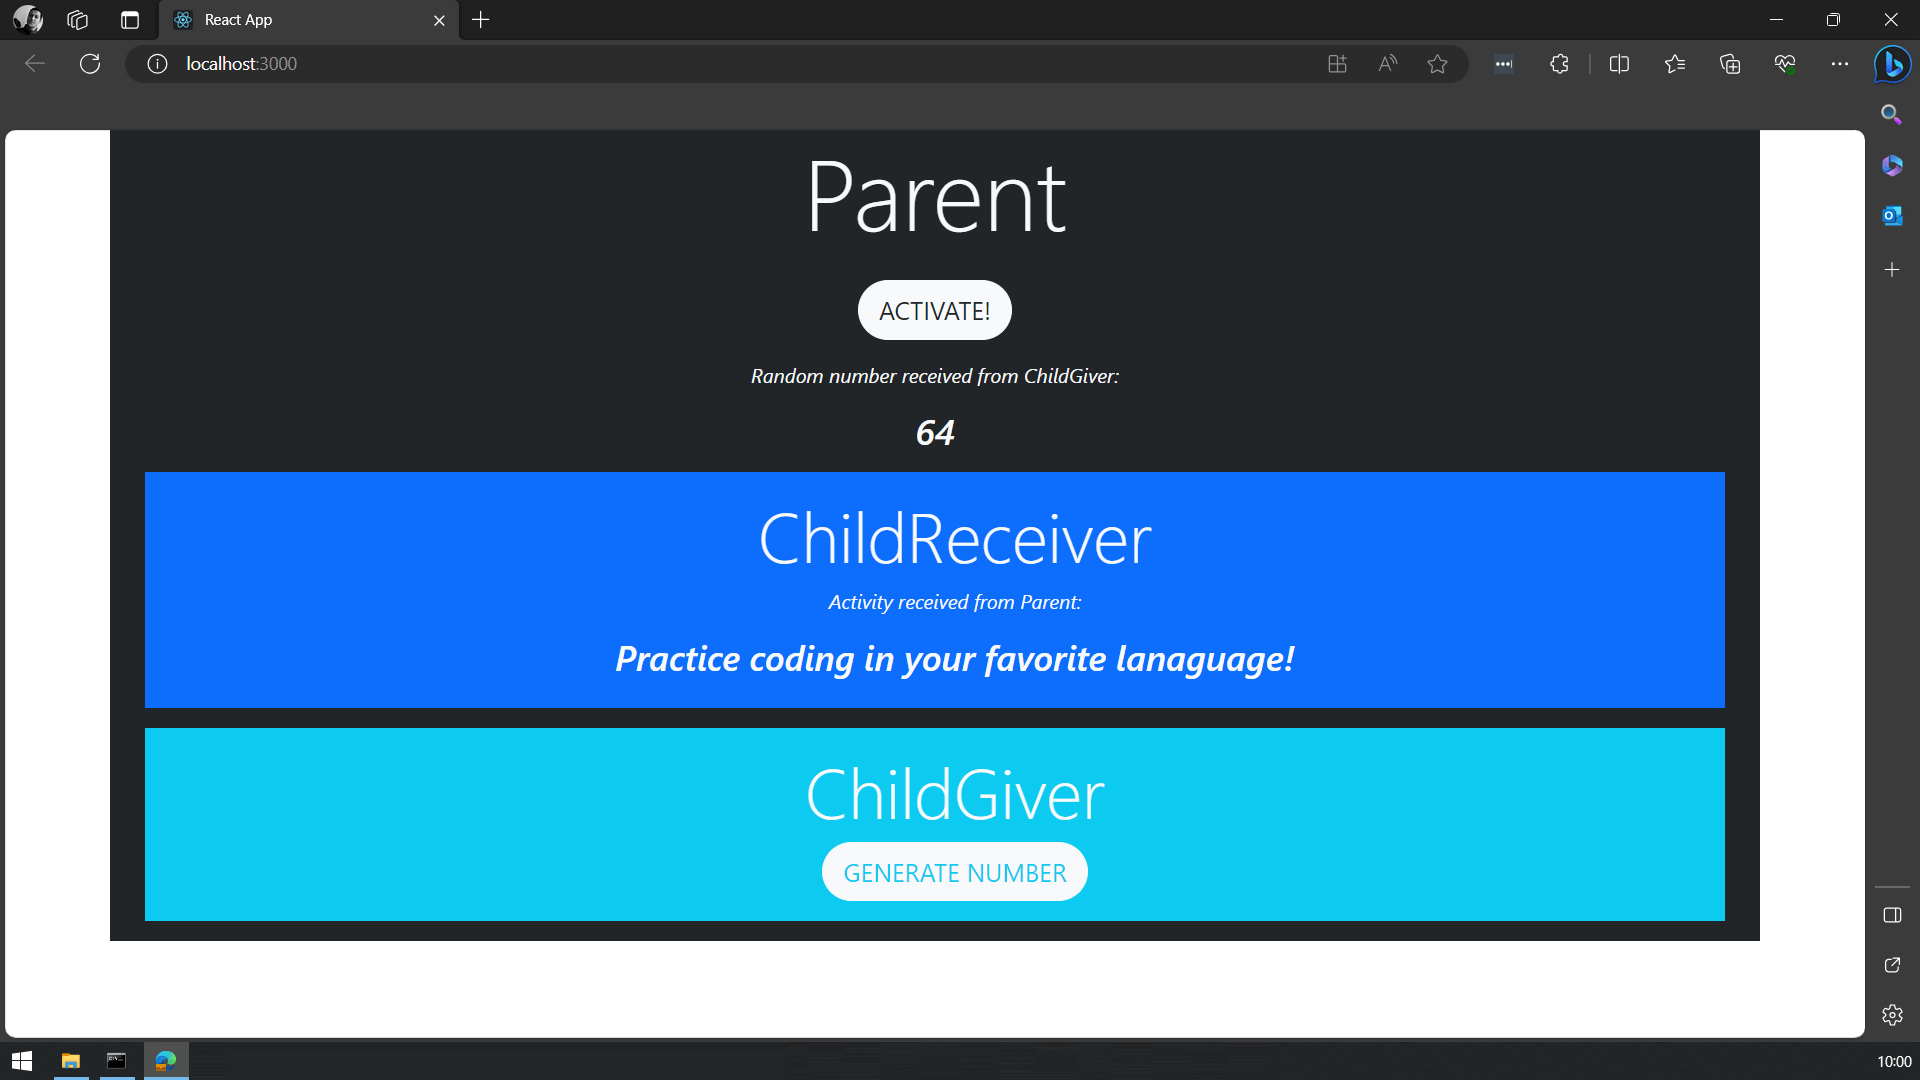 React App
localhost:3000
Parent
ACTIVATE!
Random number received from ChildGiver:
64
ChildReceiver
Activity received from Parent:
Practice coding in your favorite lanaguage!
ChildGiver
GENERATE NUMBER
10:00